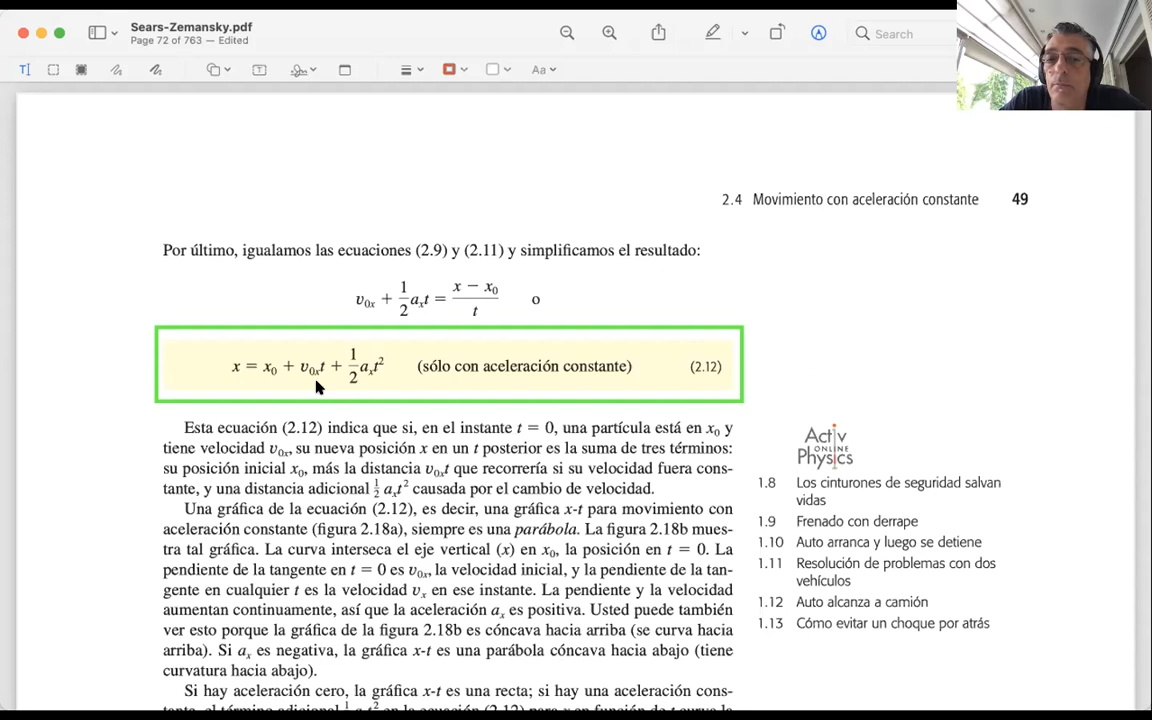 Sears-Zemansky.pdf
Page 72 of 763 — Edited
Search
Aa
2.4 Movimiento con aceleración constante 49
Por último, igualamos las ecuaciones (2.9) y (2.11) y simplificamos el resultado:
v₀ₓ + 1/2 aₓt = (x − x₀)/t o
x = x₀ + v₀ₓt + 1/2 aₓt² (sólo con aceleración constante) (2.12)
Esta ecuación (2.12) indica que si, en el instante t = 0, una partícula está en x₀ y
tiene velocidad v₀ₓ, su nueva posición x en un t posterior es la suma de tres términos:
su posición inicial x₀, más la distancia v₀ₓt que recorrería si su velocidad fuera cons-
tante, y una distancia adicional ½ aₓt² causada por el cambio de velocidad.
Una gráfica de la ecuación (2.12), es decir, una gráfica x-t para movimiento con
aceleración constante (figura 2.18a), siempre es una parábola. La figura 2.18b mues-
tra tal gráfica. La curva interseca el eje vertical (x) en x₀, la posición en t = 0. La
pendiente de la tangente en t = 0 es v₀ₓ, la velocidad inicial, y la pendiente de la tan-
gente en cualquier t es la velocidad vₓ en ese instante. La pendiente y la velocidad
aumentan continuamente, así que la aceleración aₓ es positiva. Usted puede también
ver esto porque la gráfica de la figura 2.18b es cóncava hacia arriba (se curva hacia
arriba). Si aₓ es negativa, la gráfica x-t es una parábola cóncava hacia abajo (tiene
curvatura hacia abajo).
Si hay aceleración cero, la gráfica x-t es una recta; si hay una aceleración cons-
Activ
ONLINE
Physics
1.8 Los cinturones de seguridad salvan
vidas
1.9 Frenado con derrape
1.10 Auto arranca y luego se detiene
1.11 Resolución de problemas con dos
vehículos
1.12 Auto alcanza a camión
1.13 Cómo evitar un choque por atrás